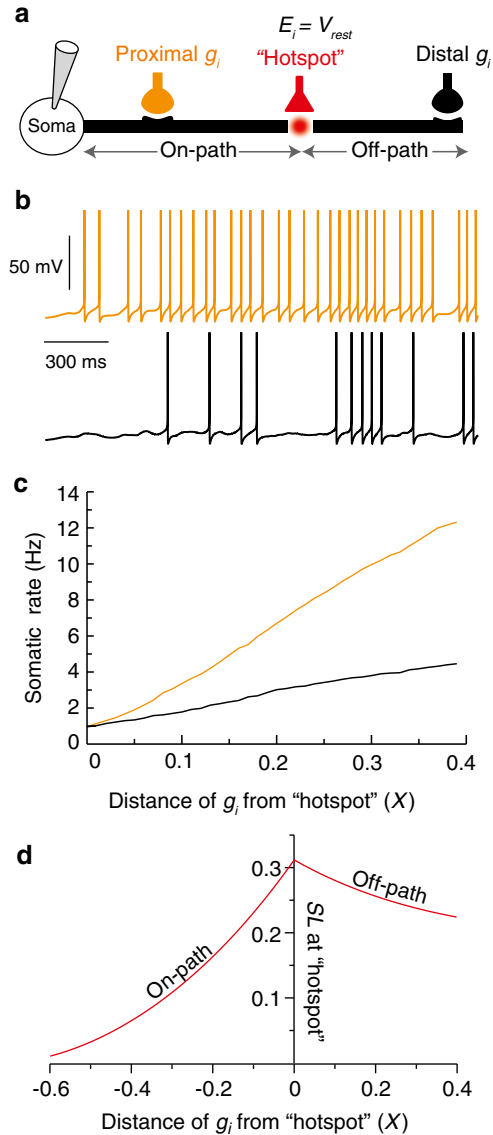 a
E_i = V_rest
Proximal g_i
"Hotspot"
Distal g_i
Soma
On-path
Off-path
b
50 mV
300 ms
c
14
12
10
8
6
4
2
0
Somatic rate (Hz)
0
0.1
0.2
0.3
0.4
Distance of g_i from "hotspot" (X)
d
0.3
0.2
0.1
SL at "hotspot"
On-path
Off-path
-0.6
-0.4
-0.2
0
0.2
0.4
Distance of g_i from "hotspot" (X)